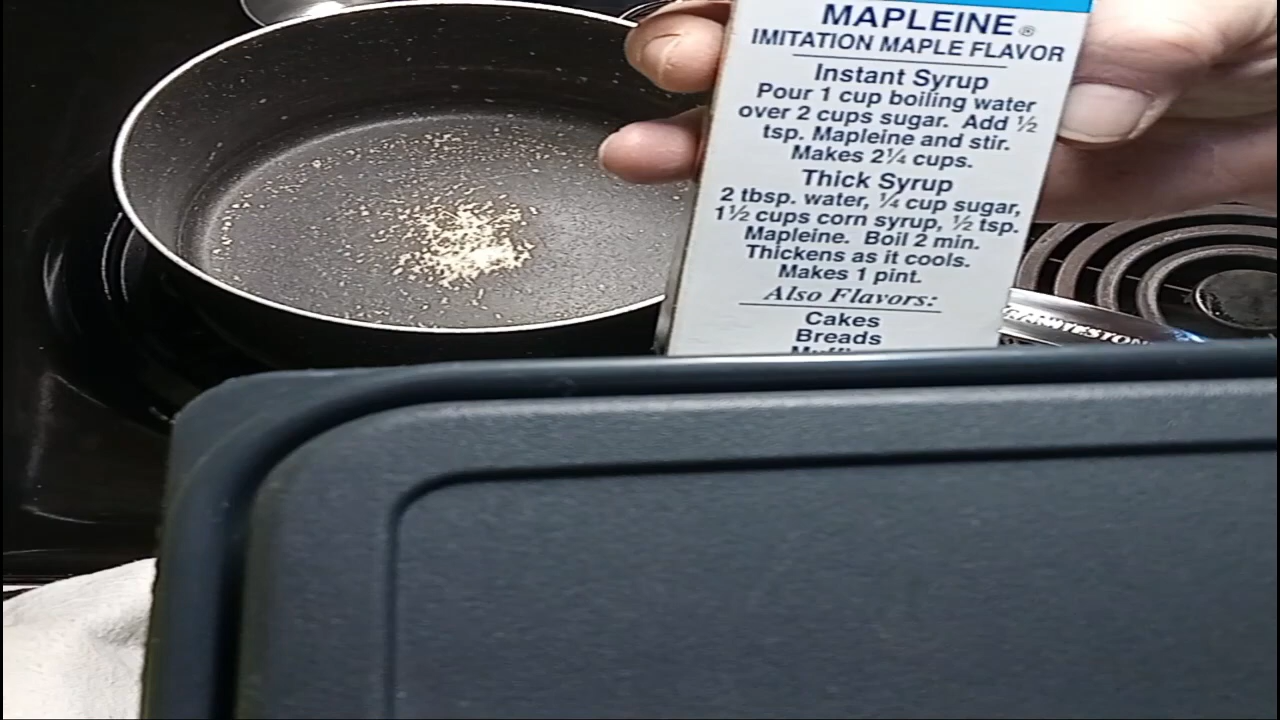 MAPLEINE®
IMITATION MAPLE FLAVOR
Instant Syrup
Pour 1 cup boiling water
over 2 cups sugar. Add ½
tsp. Mapleine and stir.
Makes 2¼ cups.
Thick Syrup
2 tbsp. water, ¼ cup sugar,
1½ cups corn syrup, ½ tsp.
Mapleine. Boil 2 min.
Thickens as it cools.
Makes 1 pint.
Also Flavors:
Cakes
Breads